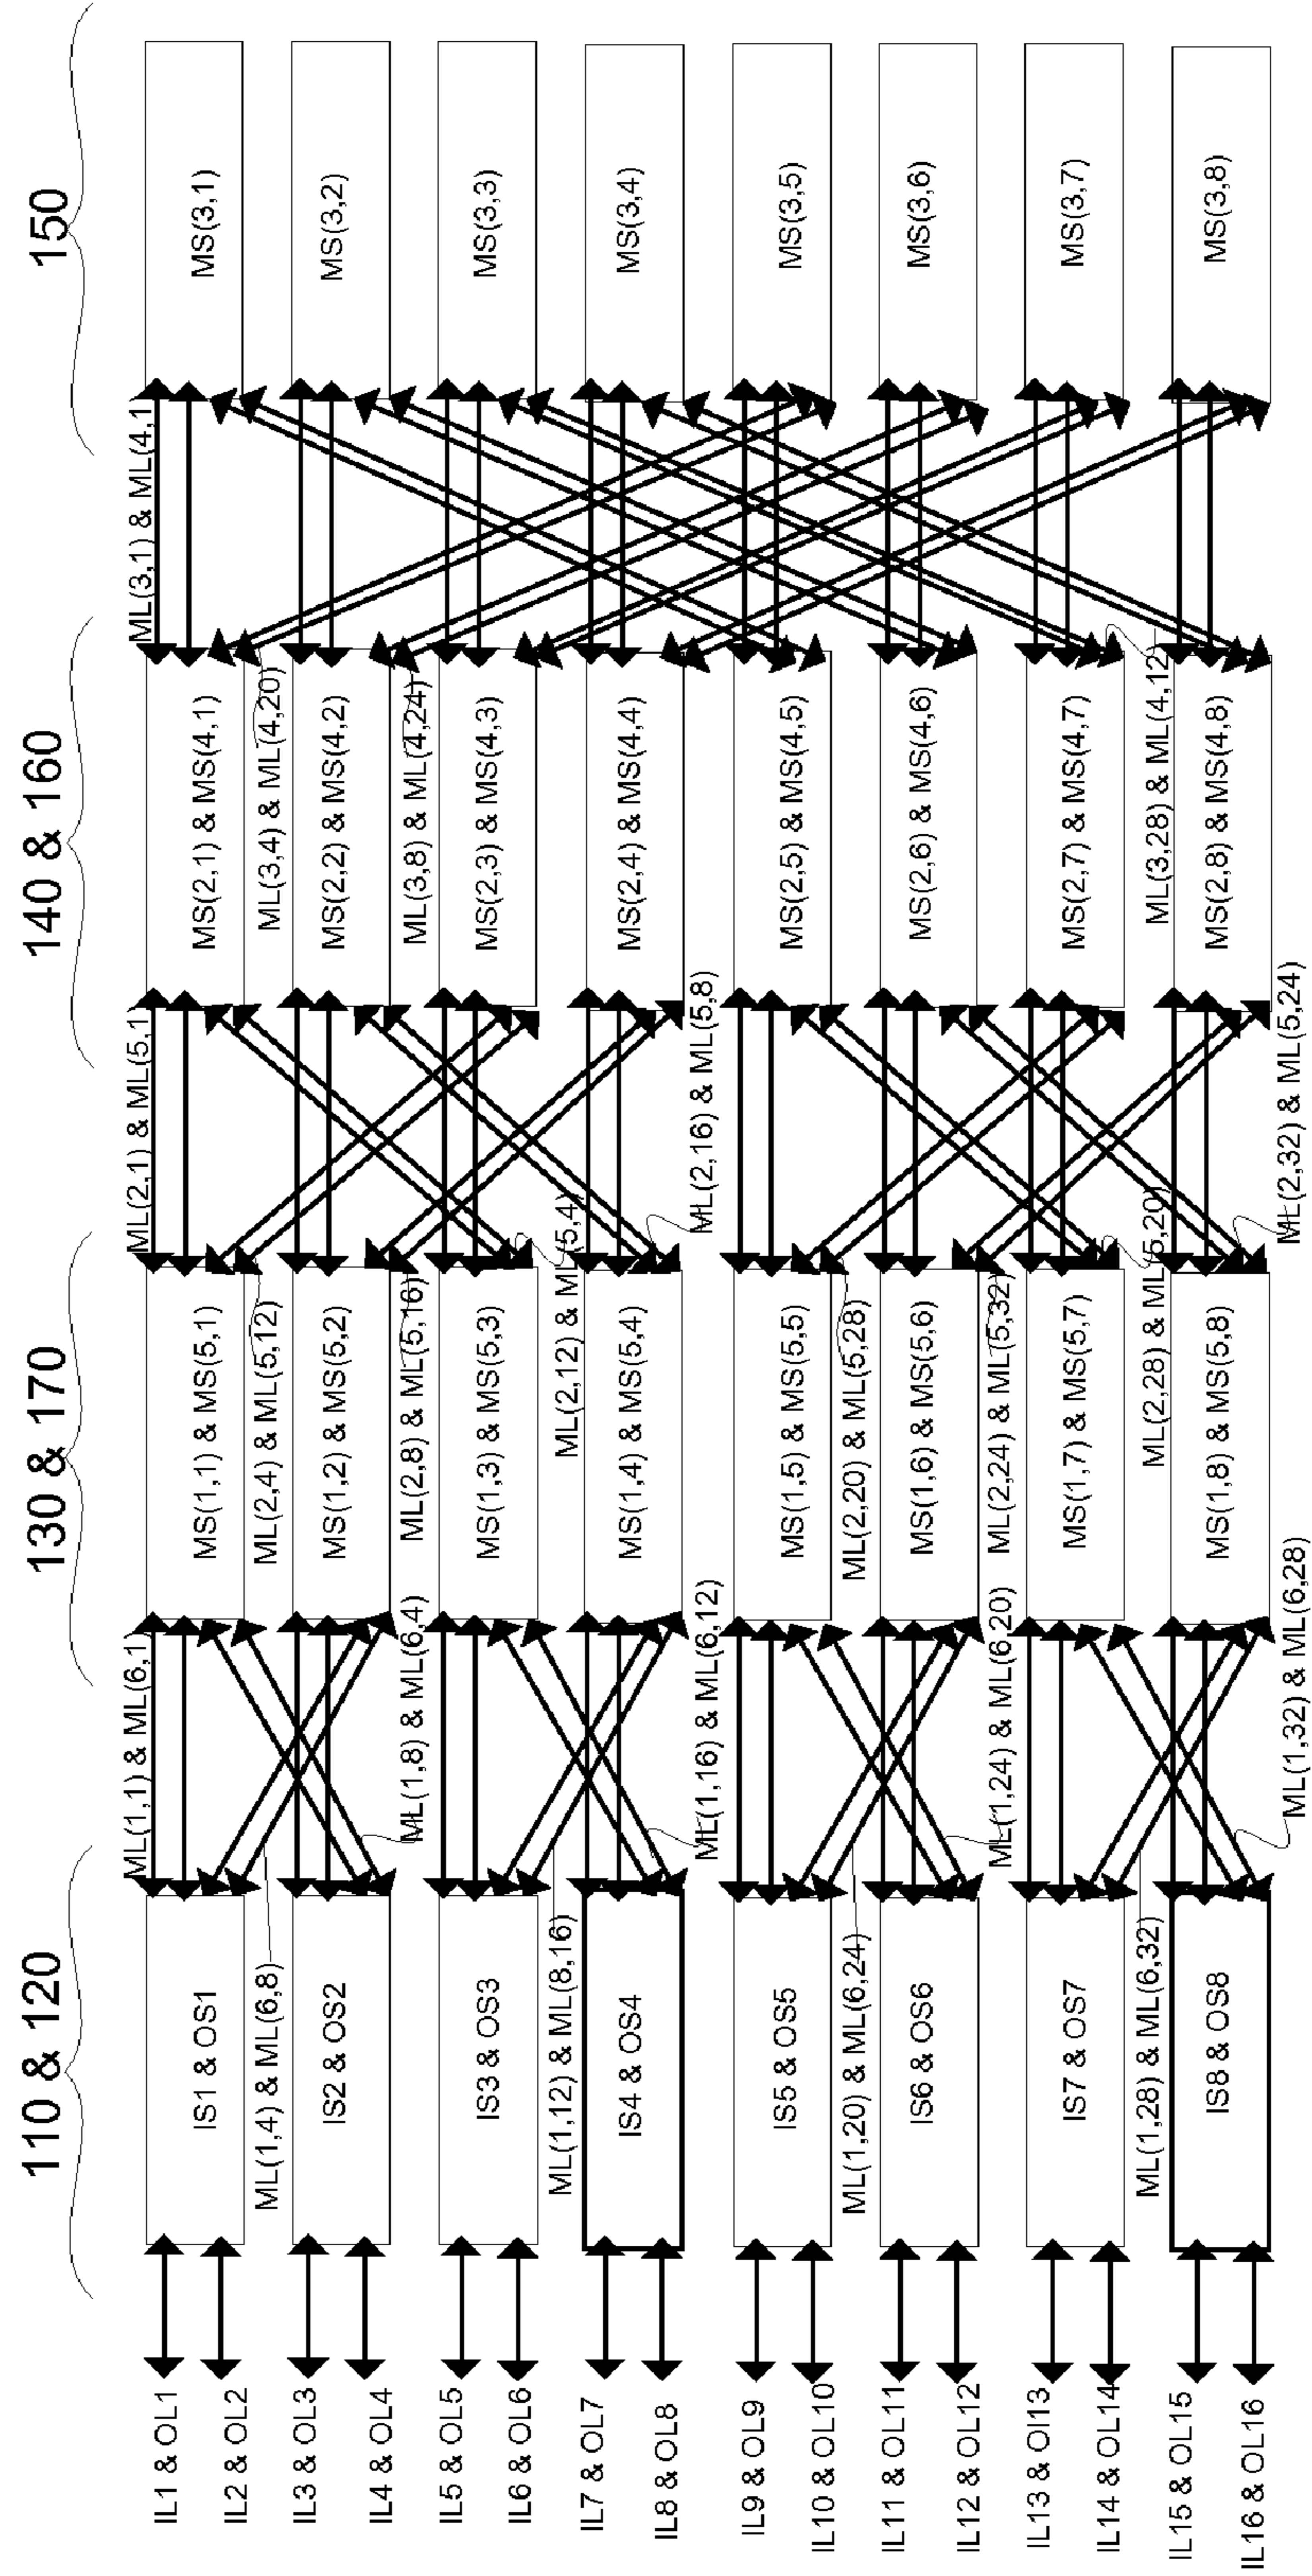 110 & 120
130 & 170
140 & 160
150
IL1 & OL1
IL2 & OL2
IL3 & OL3
IL4 & OL4
IL5 & OL5
IL6 & OL6
IL7 & OL7
IL8 & OL8
IL9 & OL9
IL10 & OL10
IL11 & OL11
IL12 & OL12
IL13 & Ol13
IL14 & OL14
IL15 & OL15
IL16 & OL16
IS1 & OS1
ML(1,4) & ML(6,8)
IS2 & OS2
IS3 & OS3
ML(1,12) & ML(8,16)
IS4 & OS4
IS5 & OS5
ML(1,20) & ML(6,24)
IS6 & OS6
IS7 & OS7
ML(1,28) & ML(6,32)
IS8 & OS8
ML(1,1) & ML(6,1)
ML(1,8) & ML(6,4)
ML(1,16) & ML(6,12)
ML(1,24) & ML(6,20)
ML(1,32) & ML(6,28)
MS(1,1) & MS(5,1)
ML(2,4) & ML(5,12)
MS(1,2) & MS(5,2)
ML(2,8) & ML(5,16)
MS(1,3) & MS(5,3)
ML(2,12) & ML(5,4)
MS(1,4) & MS(5,4)
MS(1,5) & MS(5,5)
ML(2,20) & ML(5,28)
MS(1,6) & MS(5,6)
ML(2,24) & ML(5,32)
MS(1,7) & MS(5,7)
ML(2,28) & ML(5,20)
MS(1,8) & MS(5,8)
ML(2,1) & ML(5,1)
ML(2,16) & ML(5,8)
ML(2,32) & ML(5,24)
MS(2,1) & MS(4,1)
ML(3,4) & ML(4,20)
MS(2,2) & MS(4,2)
ML(3,8) & ML(4,24)
MS(2,3) & MS(4,3)
MS(2,4) & MS(4,4)
MS(2,5) & MS(4,5)
MS(2,6) & MS(4,6)
MS(2,7) & MS(4,7)
ML(3,28) & ML(4,12)
MS(2,8) & MS(4,8)
ML(3,1) & ML(4,1
MS(3,1)
MS(3,2)
MS(3,3)
MS(3,4)
MS(3,5)
MS(3,6)
MS(3,7)
MS(3,8)